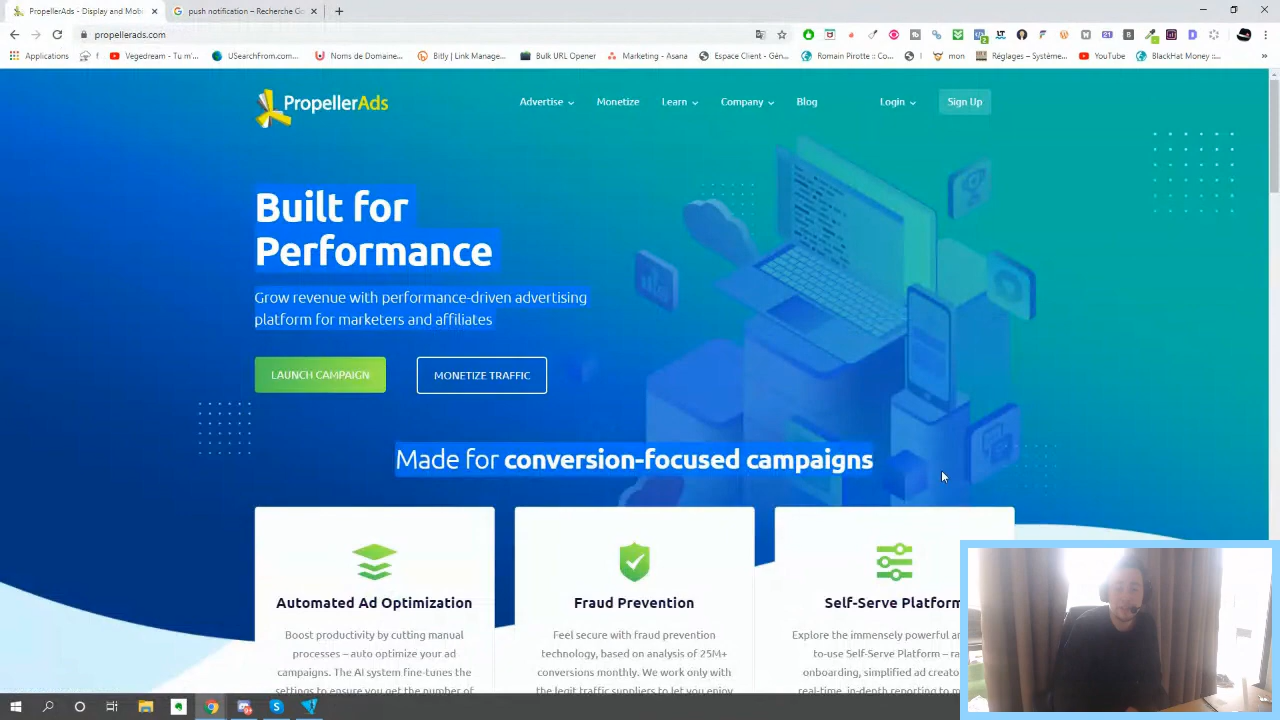 PropellerAds - Display and Mobi
push notification - Recherche Go
propellerads.com
Applications
Vegedream - Tu m'...
USearchFrom.com...
Noms de Domaine...
Bitly | Link Manage...
Bulk URL Opener
Marketing - Asana
Espace Client - Gén...
Romain Pirotte :: Co...
mon
Réglages – Système...
YouTube
BlackHat Money :...
PropellerAds
Advertise
Monetize
Learn
Company
Blog
Login
Sign Up
Built for
Performance
Grow revenue with performance-driven advertising
platform for marketers and affiliates
LAUNCH CAMPAIGN
MONETIZE TRAFFIC
Made for conversion-focused campaigns
Automated Ad Optimization
Boost productivity by cutting manual
processes – auto optimize your ad
campaigns. The AI system fine-tunes the
settings to ensure you get the number of
Fraud Prevention
Feel secure with fraud prevention
technology, based on analysis of 25M+
conversions monthly. We work only with
the legit traffic suppliers to let you enjoy
Self-Serve Platform
Explore the immensely powerful
to-use Self-Serve Platform –
onboarding, simplified ad
real-time, in-depth reporting to